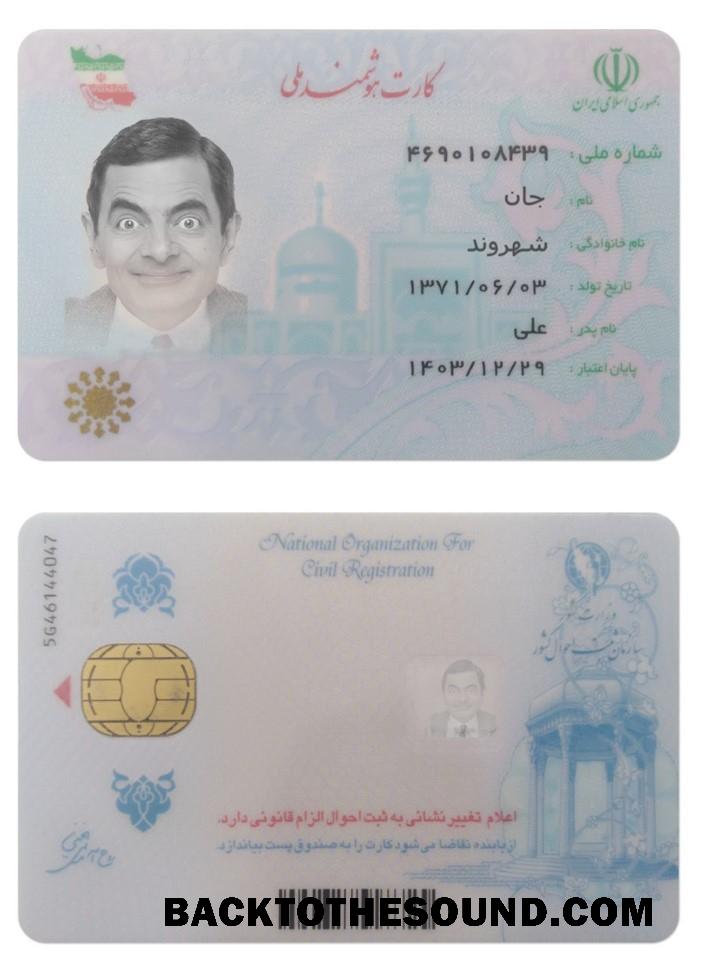 کارت هوشمند ملی
جمهوری اسلامی ایران
شماره ملی: ۴۶۹۰۱۰۸۴۳۹
نام: جان
نام خانوادگی: شهروند
تاریخ تولد: ۱۳۷۱/۰۶/۰۳
نام پدر: علی
پایان اعتبار: ۱۴۰۳/۱۲/۲۹
5G46144047
National Organization For
Civil Registration
وزارت کشور
سازمان ثبت احوال کشور
اعلام تغییر نشانی به ثبت احوال الزام قانونی دارد.
از یابنده تقاضا می شود کارت را به صندوق پست بیاندازد.
BACKTOTHESOUND.COM